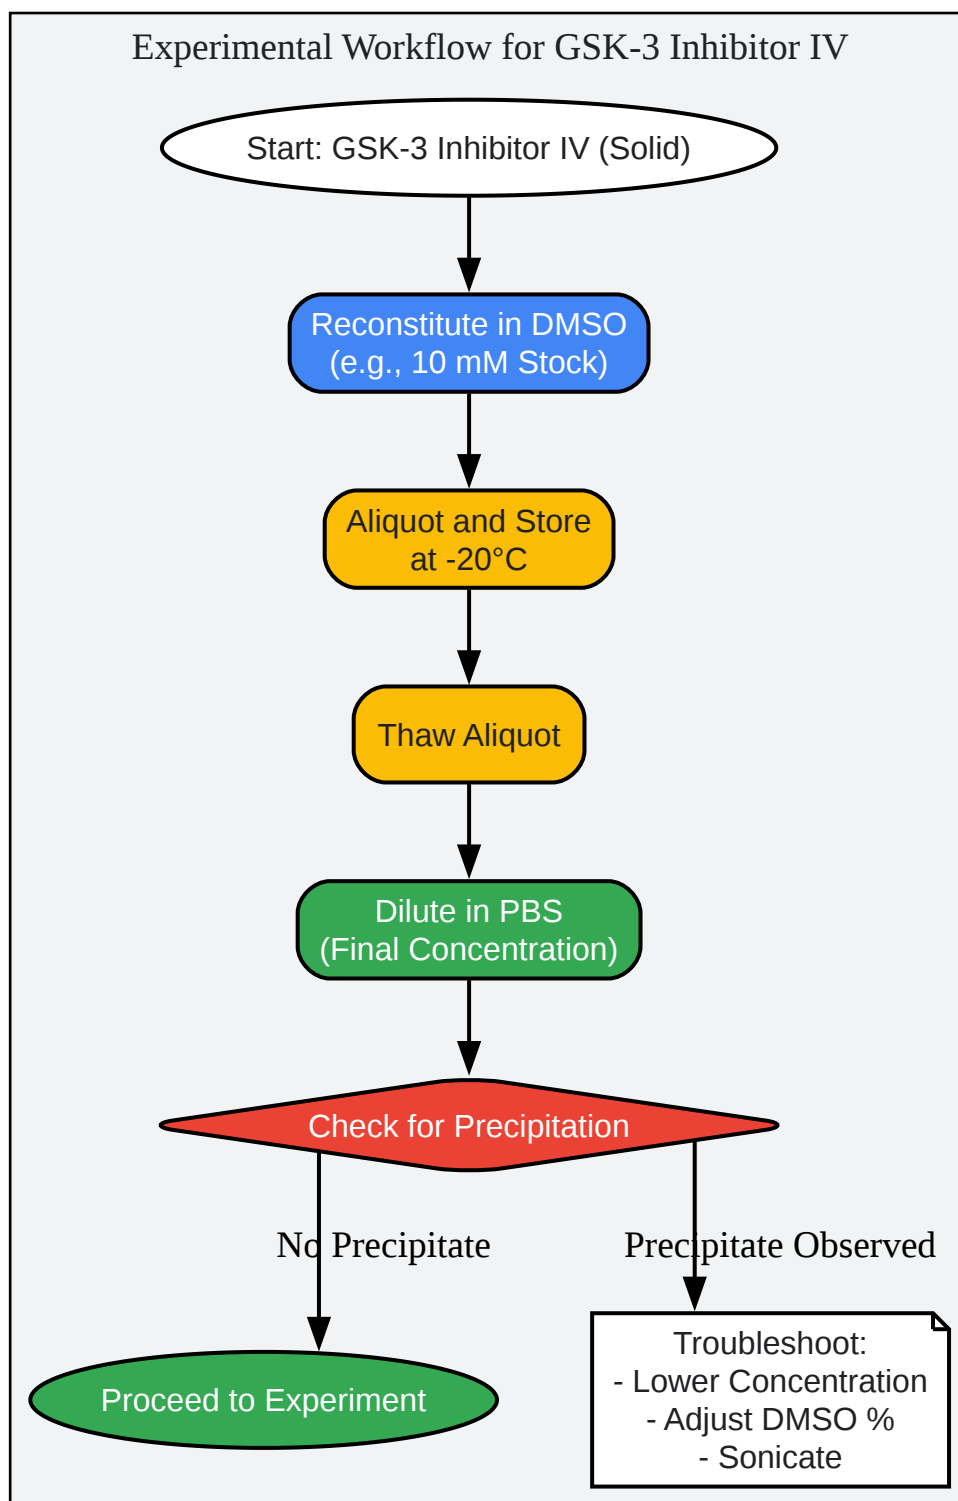 Experimental Workflow for GSK-3 Inhibitor IV
Start: GSK-3 Inhibitor IV (Solid)
Reconstitute in DMSO
(e.g., 10 mM Stock)
Aliquot and Store
at -20°C
Thaw Aliquot
Dilute in PBS
(Final Concentration)
Check for Precipitation
No Precipitate
Precipitate Observed
Proceed to Experiment
Troubleshoot:
- Lower Concentration
- Adjust DMSO %
- Sonicate